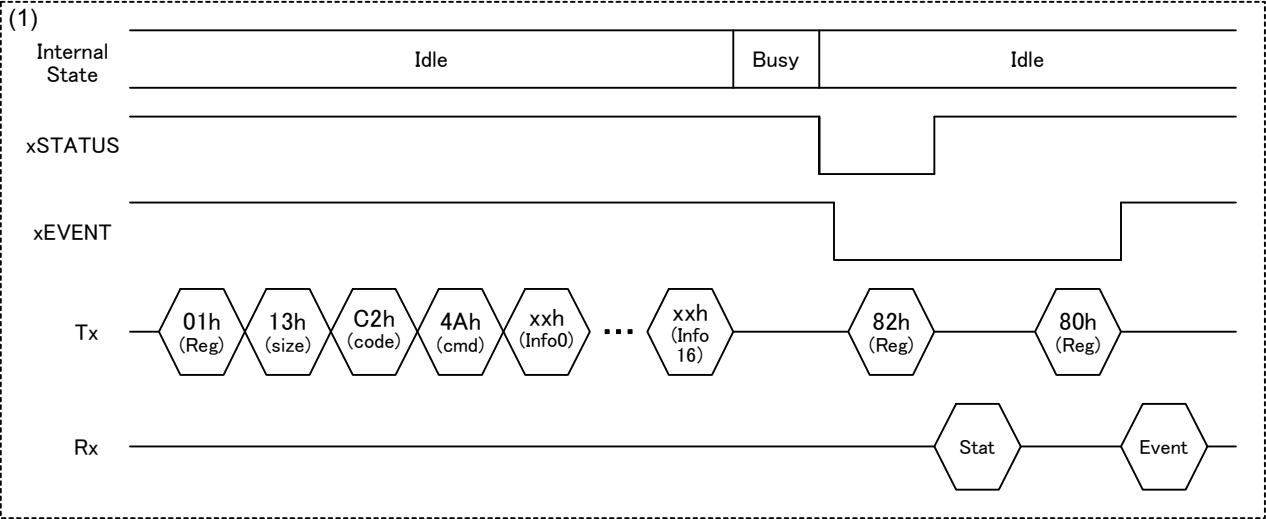 (1)
Internal
State
Idle
Busy
Idle
xSTATUS
xEVENT
Tx
01h
(Reg)
13h
(size)
C2h
(code)
4Ah
(cmd)
xxh
(Info0)
...
xxh
(Info
16)
82h
(Reg)
80h
(Reg)
Rx
Stat
Event